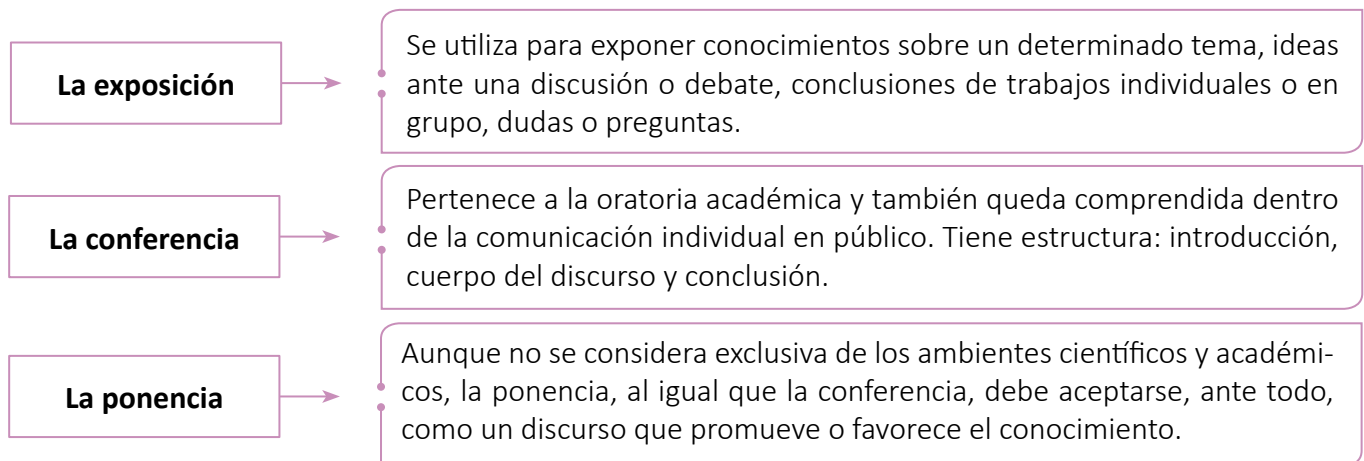 La exposición
Se utiliza para exponer conocimientos sobre un determinado tema, ideas
ante una discusión o debate, conclusiones de trabajos individuales o en
grupo, dudas o preguntas.
La conferencia
Pertenece a la oratoria académica y también queda comprendida dentro
de la comunicación individual en público. Tiene estructura: introducción,
cuerpo del discurso y conclusión.
La ponencia
Aunque no se considera exclusiva de los ambientes científicos y académi-
cos, la ponencia, al igual que la conferencia, debe aceptarse, ante todo,
como un discurso que promueve o favorece el conocimiento.